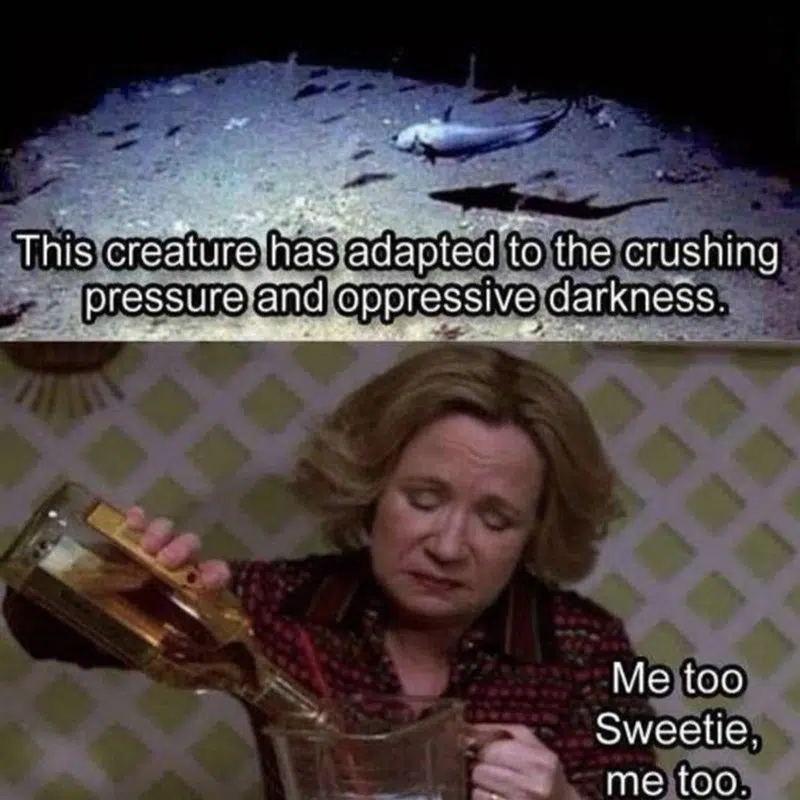 This creature has adapted to the crushing
pressure and oppressive darkness.
Me too
Sweetie,
me too.